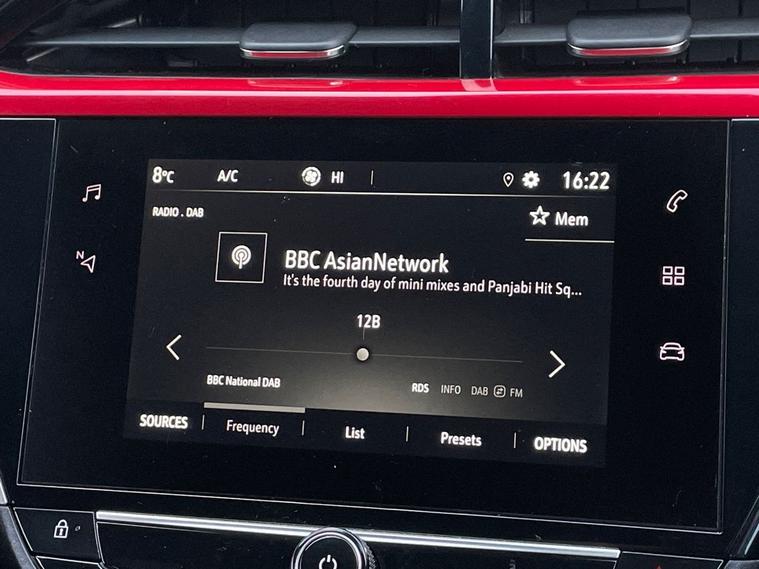 8°C A/C HI 16:22
RADIO . DAB
Mem
BBC AsianNetwork
It's the fourth day of mini mixes and Panjabi Hit Sq...
12B
BBC National DAB
RDS INFO DAB FM
SOURCES Frequency List Presets OPTIONS
N